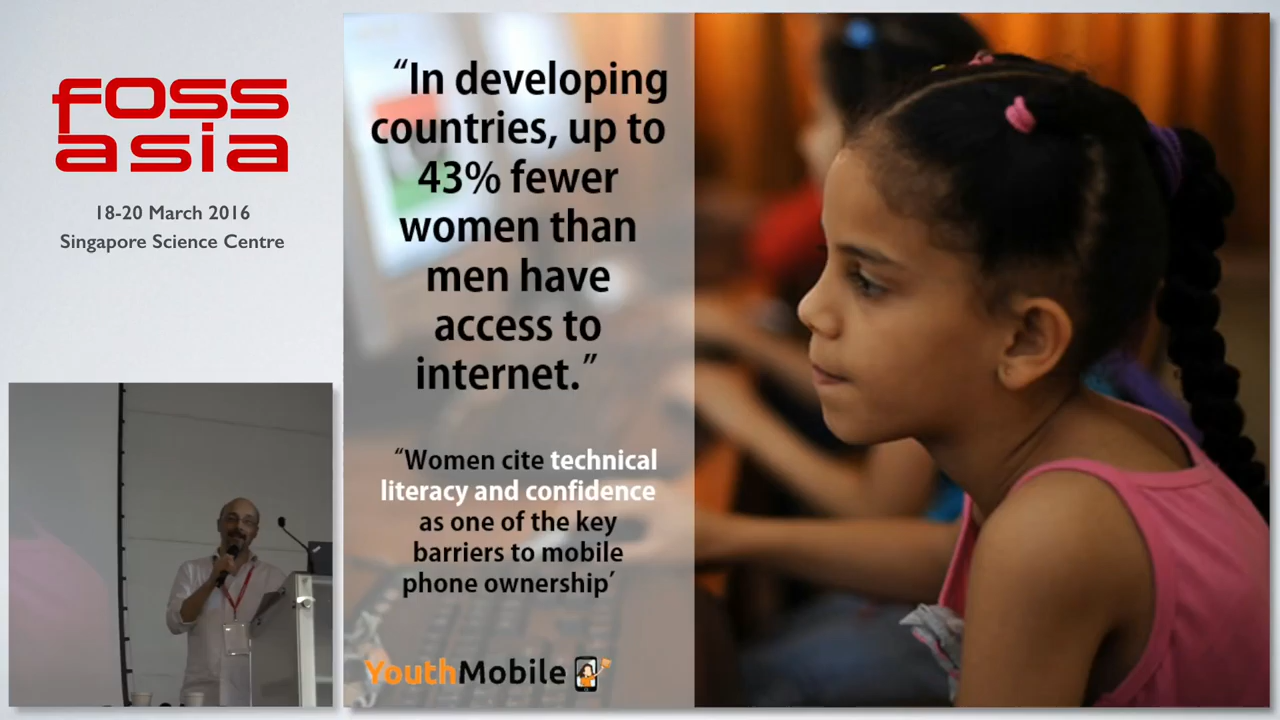 foss
asia
18-20 March 2016
Singapore Science Centre
“In developing
countries, up to
43% fewer
women than
men have
access to
internet.”
“Women cite technical
literacy and confidence
as one of the key
barriers to mobile
phone ownership’
YouthMobile